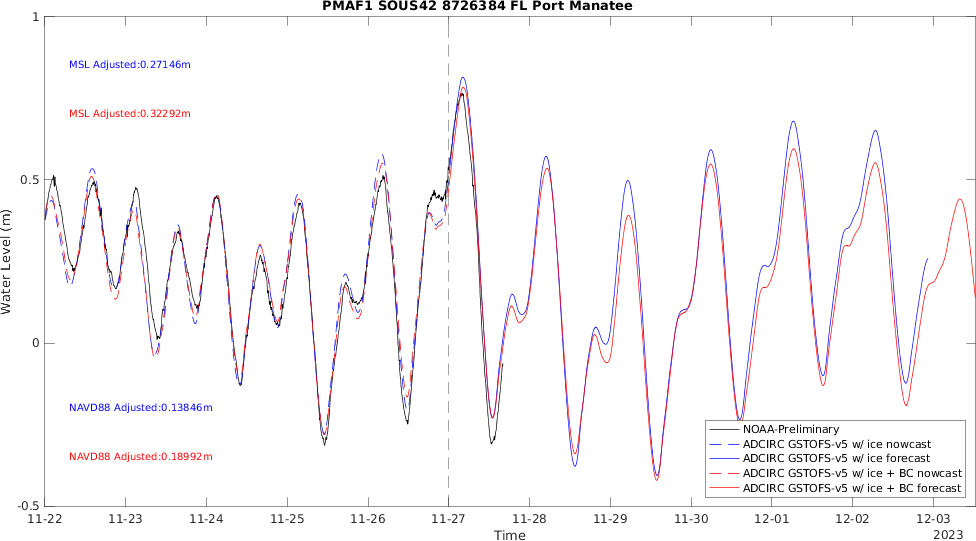 PMAF1 SOUS42 8726384 FL Port Manatee
1
0.5
0
-0.5
Water Level (m)
MSL Adjusted:0.27146m
MSL Adjusted:0.32292m
NAVD88 Adjusted:0.13846m
NAVD88 Adjusted:0.18992m
NOAA-Preliminary
ADCIRC GSTOFS-v5 w/ ice nowcast
ADCIRC GSTOFS-v5 w/ ice forecast
ADCIRC GSTOFS-v5 w/ice + BC nowcast
ADCIRC GSTOFS-v5 w/ice + BC forecast
11-22 11-23 11-24 11-25 11-26 11-27 11-28 11-29 11-30 12-01 12-02 12-03
Time
2023